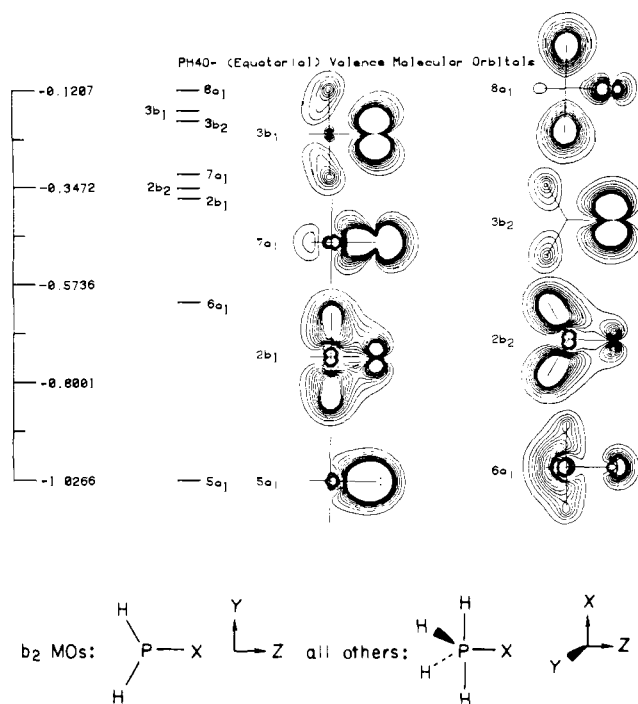 PH4O- (Equatorial) Valence Molecular Orbitals
-0.1207
8a1
8a1
3b1
3b2
3b1
7a1
-0.3472
2b2
2b1
3b2
7a1
-0.5736
6a1
2b1
2b2
-0.8001
6a1
-1.0266
5a1
5a1
H
Y
H
X
b2 MOs:
P—X
Z
all others:
H
P—X
Z
H
H
H
Y